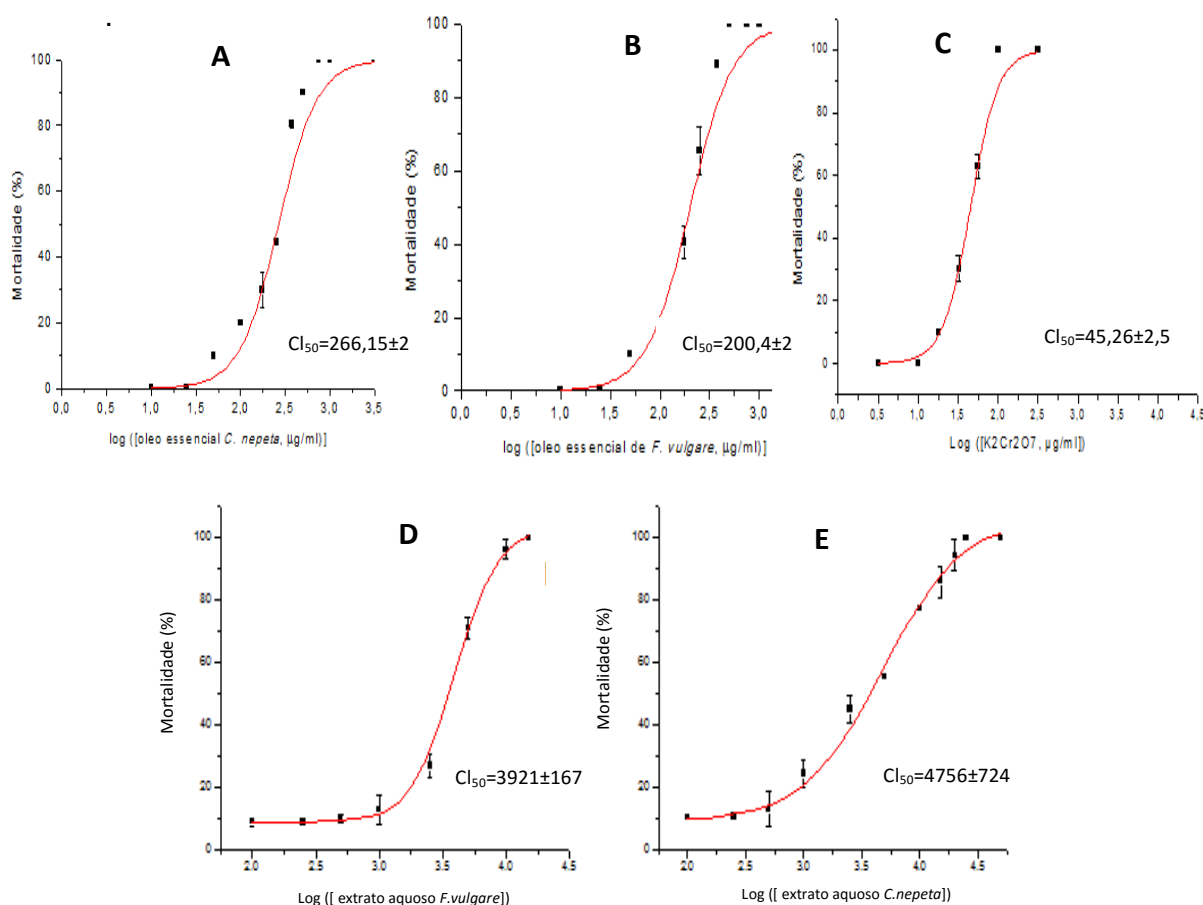 A
Mortalidade (%)
100
80
60
40
20
0
0,0 0,5 1,0 1,5 2,0 2,5 3,0 3,5
CI₅₀=266,15±2
log ([oleo essencial C. nepeta, µg/ml)]
B
Mortalidade (%)
100
80
60
40
20
0
0,0 0,5 1,0 1,5 2,0 2,5 3,0
CI₅₀=200,4±2
log ([oleo essencial de F. vulgare, µg/ml)]
C
Mortalidade (%)
100
80
60
40
20
0
0,0 0,5 1,0 1,5 2,0 2,5 3,0 3,5 4,0 4,5
CI₅₀=45,26±2,5
Log ([K2Cr2O7, µg/ml])
D
Mortalidade (%)
100
80
60
40
20
0
2.0 2.5 3.0 3.5 4.0 4.5
CI₅₀=3921±167
Log ([ extrato aquoso F.vulgare])
E
Mortalidade (%)
100
80
60
40
20
0
2.0 2.5 3.0 3.5 4.0 4.5
CI₅₀=4756±724
Log ([ extrato aquoso C.nepeta])